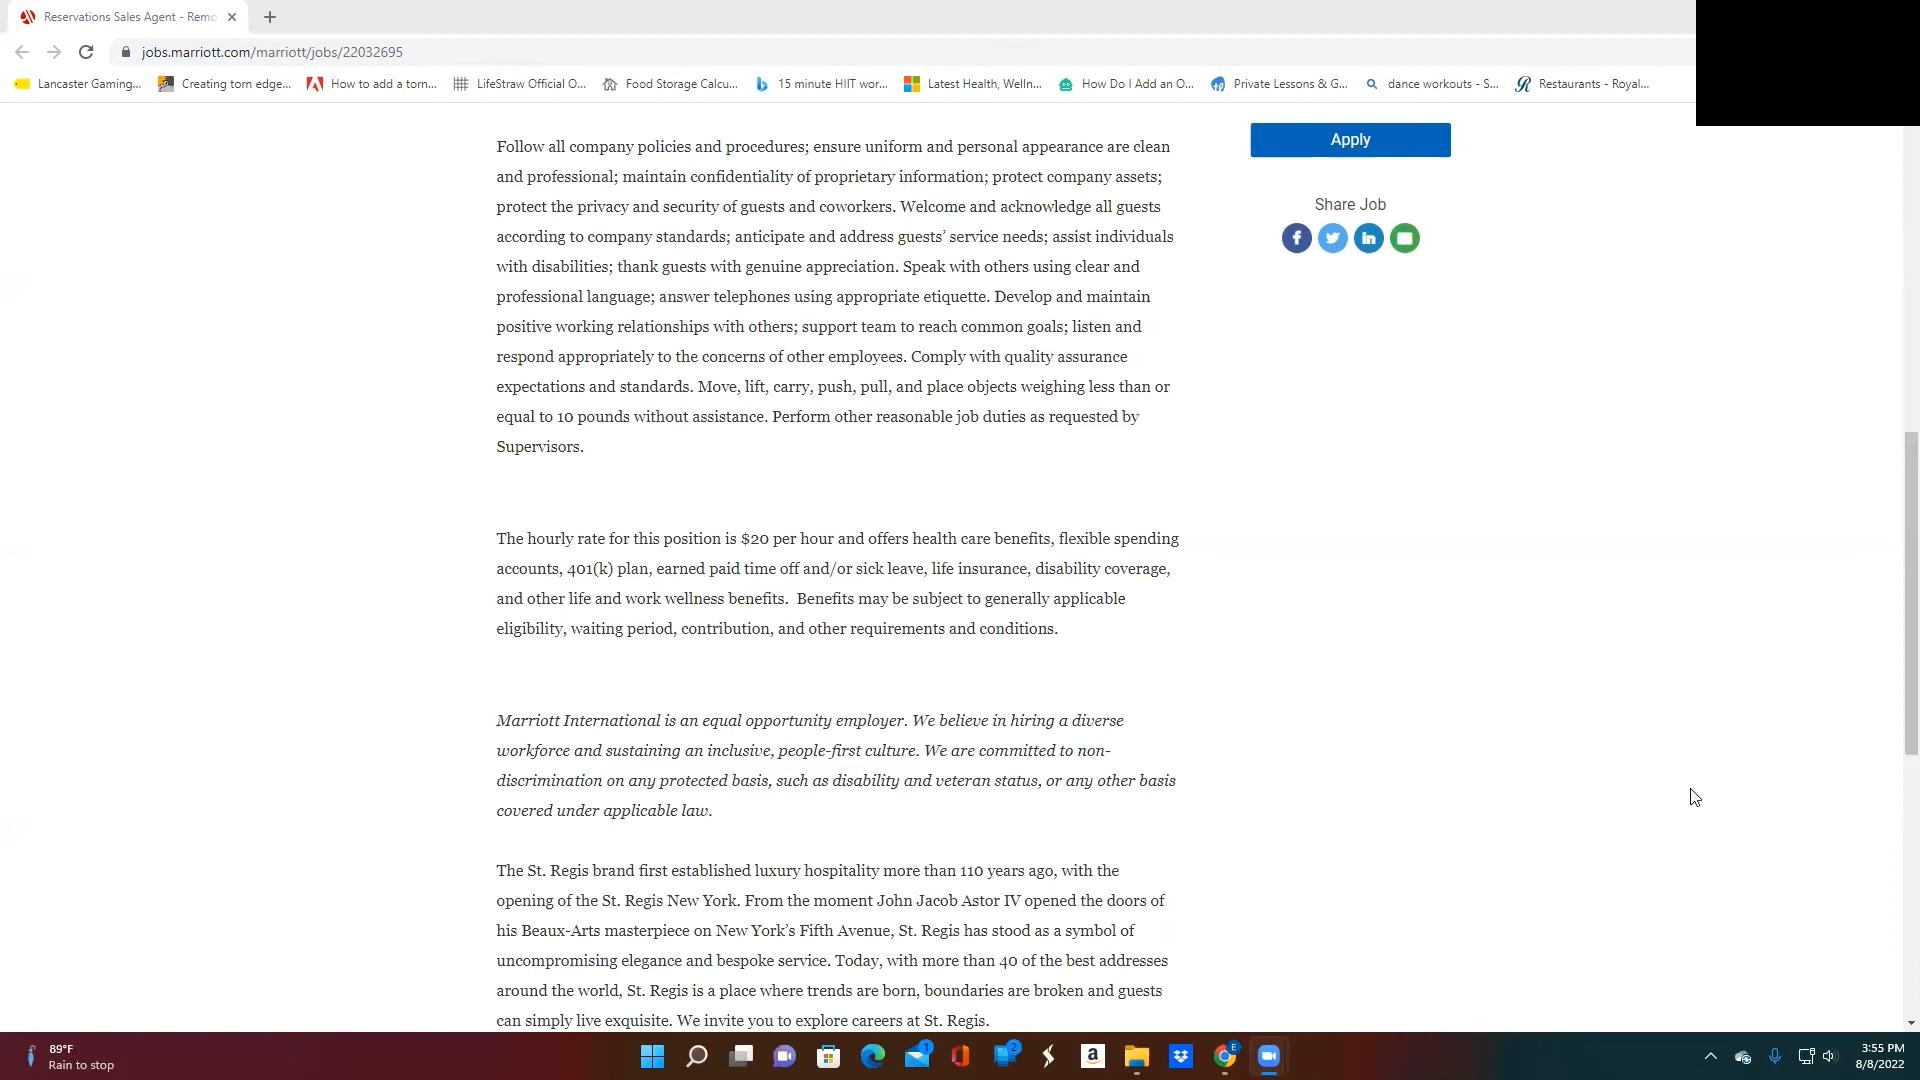 Reservations Sales Agent - Remo
jobs.marriott.com/marriott/jobs/22032695
Lancaster Gaming... Creating torn edge... How to add a torn... LifeStraw Official O... Food Storage Calcu... 15 minute HIIT wor... Latest Health, Welln... How Do I Add an O... Private Lessons & G... dance workouts - S... Restaurants - Royal...
Apply
Share Job
Follow all company policies and procedures; ensure uniform and personal appearance are clean
and professional; maintain confidentiality of proprietary information; protect company assets;
protect the privacy and security of guests and coworkers. Welcome and acknowledge all guests
according to company standards; anticipate and address guests’ service needs; assist individuals
with disabilities; thank guests with genuine appreciation. Speak with others using clear and
professional language; answer telephones using appropriate etiquette. Develop and maintain
positive working relationships with others; support team to reach common goals; listen and
respond appropriately to the concerns of other employees. Comply with quality assurance
expectations and standards. Move, lift, carry, push, pull, and place objects weighing less than or
equal to 10 pounds without assistance. Perform other reasonable job duties as requested by
Supervisors.
The hourly rate for this position is $20 per hour and offers health care benefits, flexible spending
accounts, 401(k) plan, earned paid time off and/or sick leave, life insurance, disability coverage,
and other life and work wellness benefits. Benefits may be subject to generally applicable
eligibility, waiting period, contribution, and other requirements and conditions.
Marriott International is an equal opportunity employer. We believe in hiring a diverse
workforce and sustaining an inclusive, people-first culture. We are committed to non-
discrimination on any protected basis, such as disability and veteran status, or any other basis
covered under applicable law.
The St. Regis brand first established luxury hospitality more than 110 years ago, with the
opening of the St. Regis New York. From the moment John Jacob Astor IV opened the doors of
his Beaux-Arts masterpiece on New York’s Fifth Avenue, St. Regis has stood as a symbol of
uncompromising elegance and bespoke service. Today, with more than 40 of the best addresses
around the world, St. Regis is a place where trends are born, boundaries are broken and guests
can simply live exquisite. We invite you to explore careers at St. Regis.
89°F
Rain to stop
1
2
a
E
3:55 PM
8/8/2022